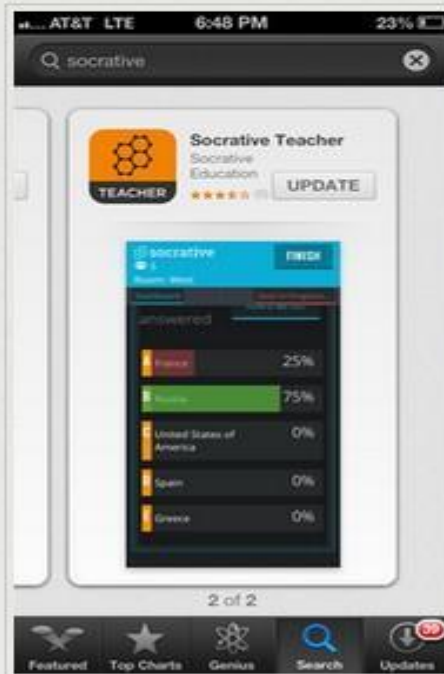 AT&T LTE 6:48 PM 23%
socrative
Socrative Teacher
Socrative
Education
UPDATE
TEACHER
socrative
FINISH
answered
A France 25%
B Russia 75%
C United States of
America 0%
D Spain 0%
E Greece 0%
2 of 2
39
Featured Top Charts Genius Search Updates